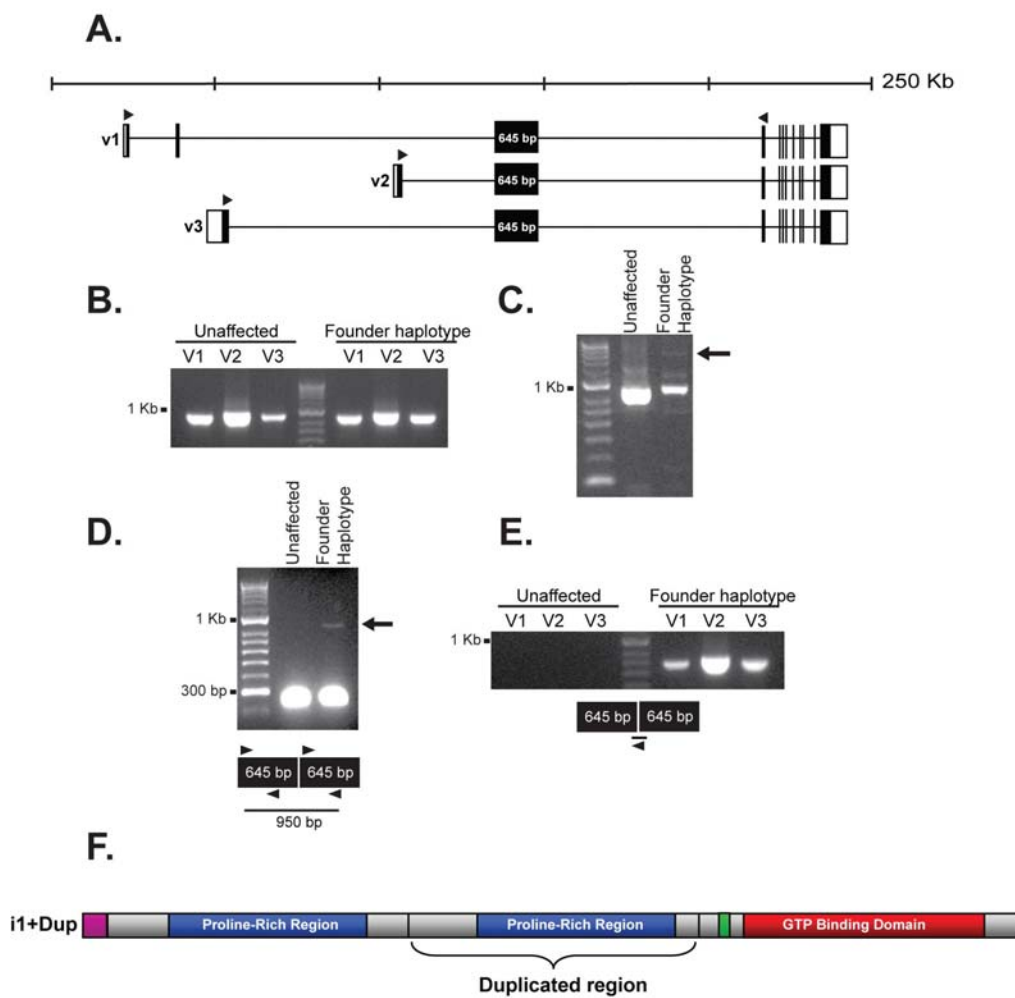 A.
250 Kb
v1
645 bp
v2
645 bp
v3
645 bp
B.
Unaffected
Founder haplotype
V1 V2 V3
V1 V2 V3
1 Kb
C.
Unaffected
Founder
Haplotype
1 Kb
D.
Unaffected
Founder
Haplotype
1 Kb
300 bp
645 bp
645 bp
950 bp
E.
Unaffected
Founder haplotype
V1 V2 V3
V1 V2 V3
1 Kb
645 bp
645 bp
F.
i1+Dup
Proline-Rich Region
Proline-Rich Region
GTP Binding Domain
Duplicated region